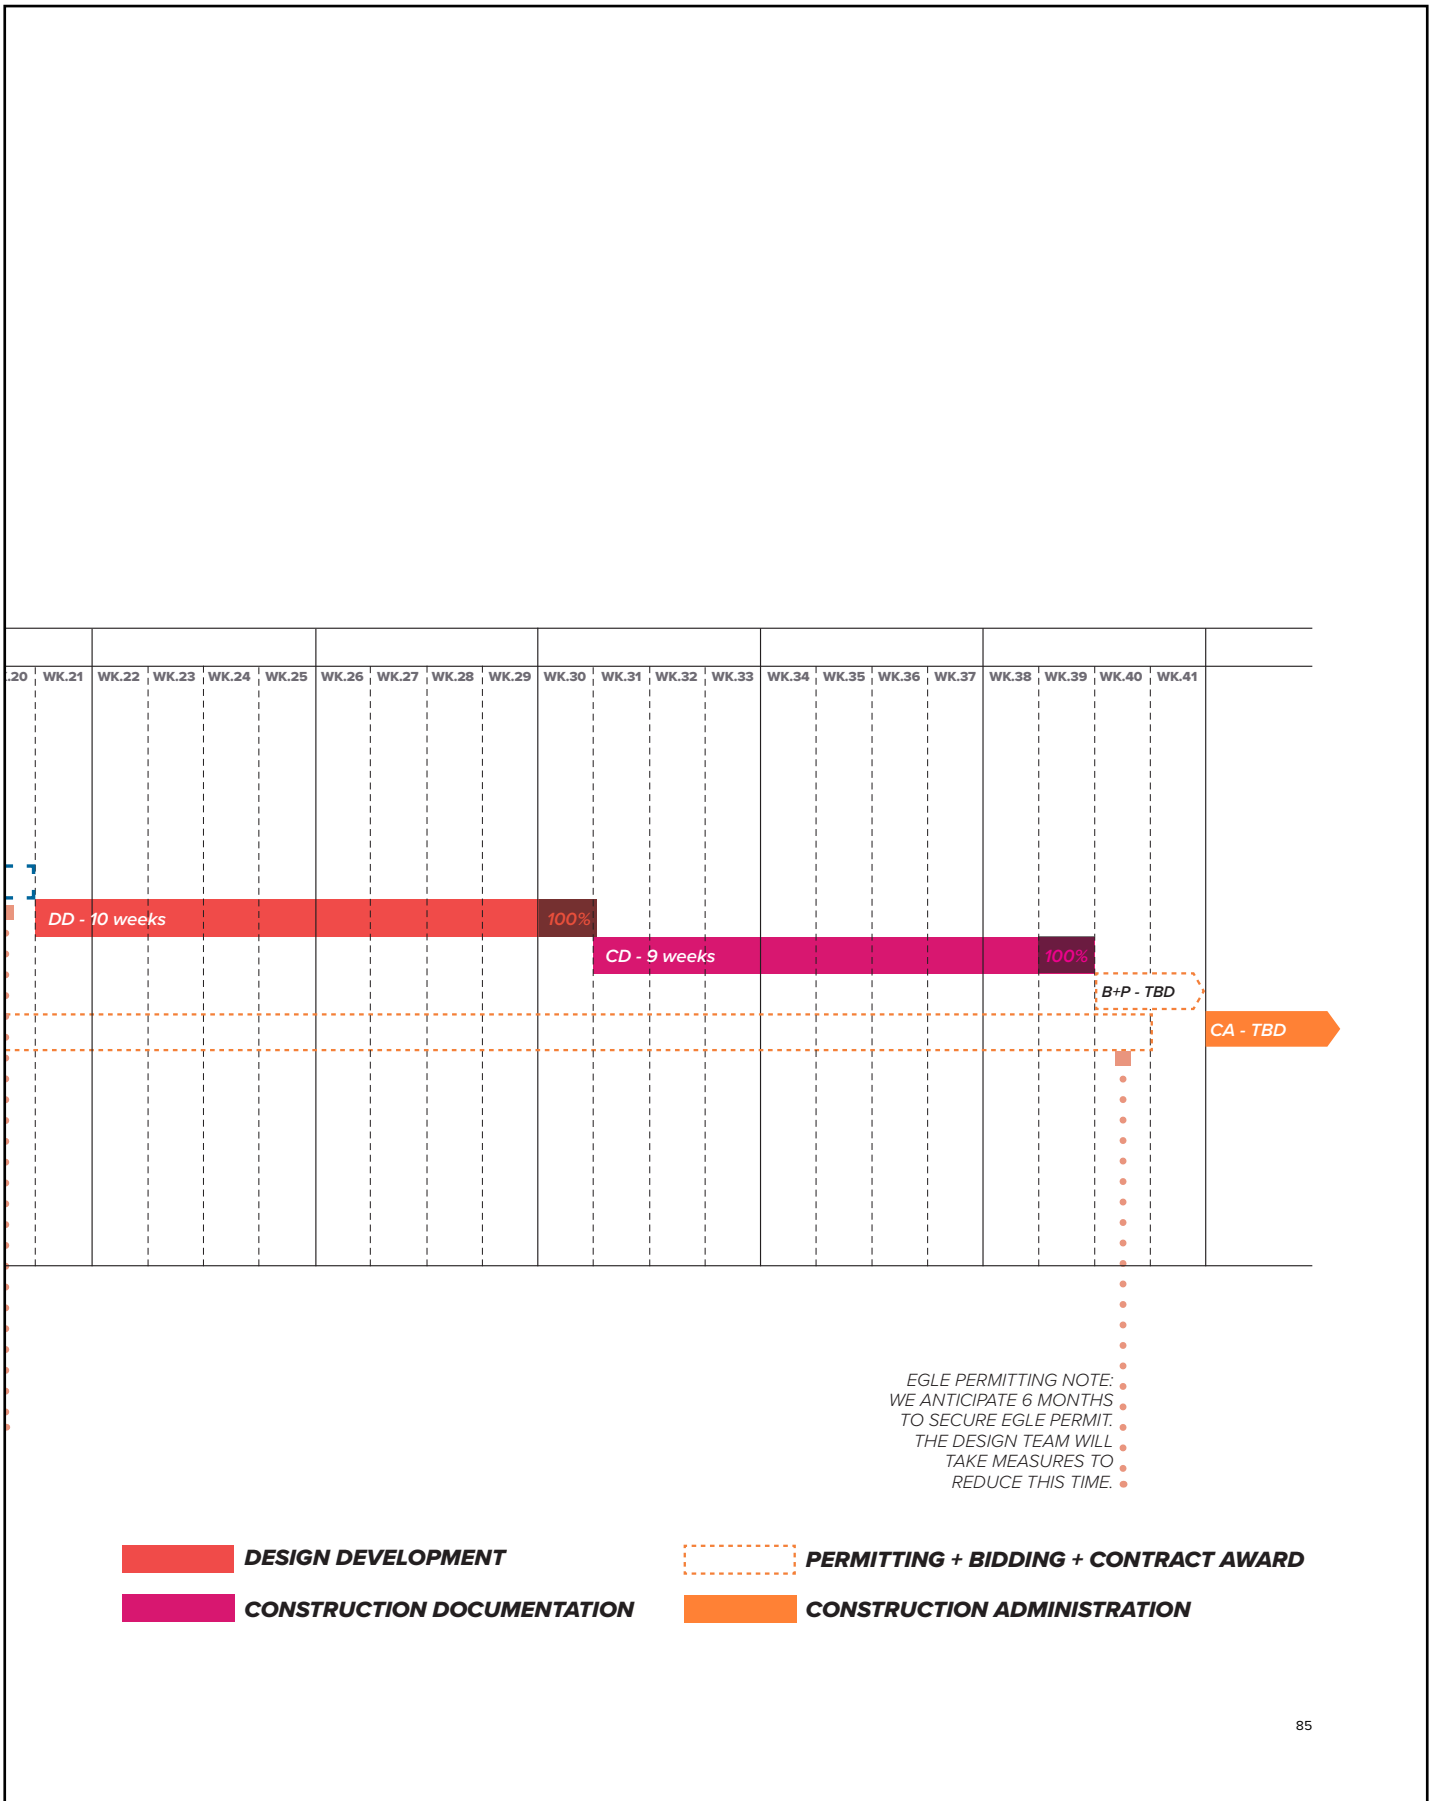 .20 WK.21 WK.22 WK.23 WK.24 WK.25 WK.26 WK.27 WK.28 WK.29 WK.30 WK.31 WK.32 WK.33 WK.34 WK.35 WK.36 WK.37 WK.38 WK.39 WK.40 WK.41
DD - 10 weeks 100%
CD - 9 weeks 100%
B+P - TBD
CA - TBD
EGLE PERMITTING NOTE:
WE ANTICIPATE 6 MONTHS
TO SECURE EGLE PERMIT.
THE DESIGN TEAM WILL
TAKE MEASURES TO
REDUCE THIS TIME.
DESIGN DEVELOPMENT
PERMITTING + BIDDING + CONTRACT AWARD
CONSTRUCTION DOCUMENTATION
CONSTRUCTION ADMINISTRATION
85